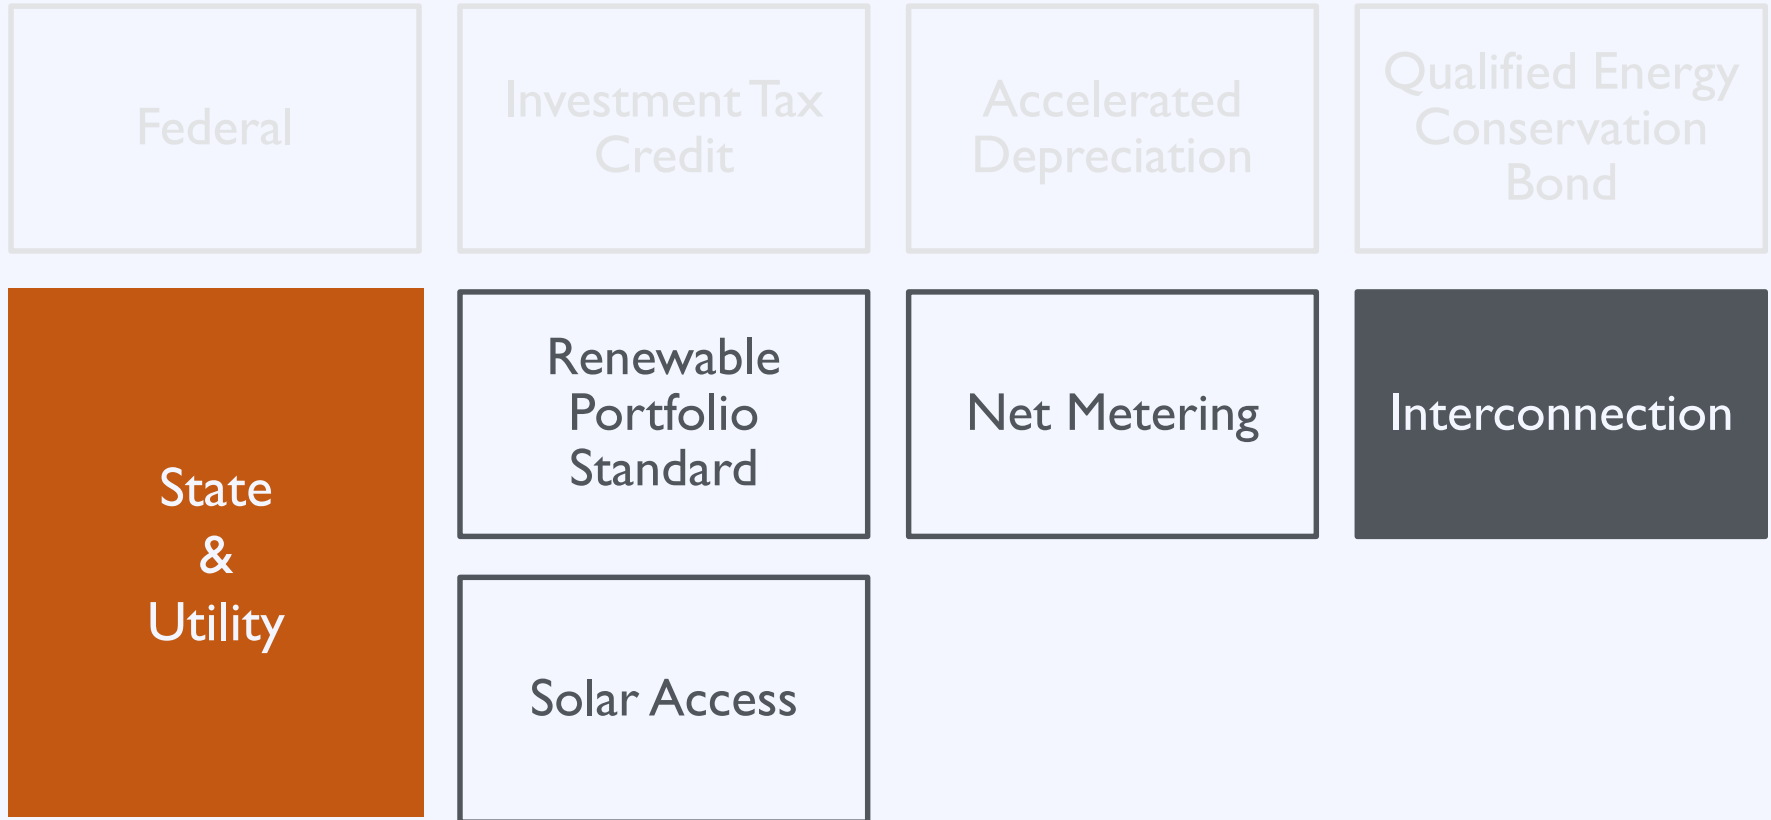 Federal
Investment Tax
Credit
Accelerated
Depreciation
Qualified Energy
Conservation
Bond
State
&
Utility
Renewable
Portfolio
Standard
Net Metering
Interconnection
Solar Access